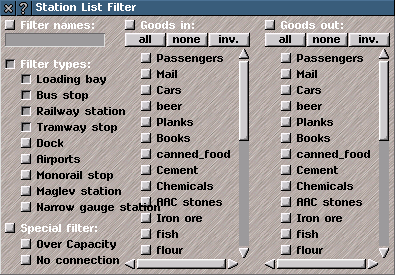 Station List Filter
Filter names:
Filter types:
Loading bay
Bus stop
Railway station
Tramway stop
Dock
Airports
Monorail stop
Maglev station
Narrow gauge station
Special filter:
Over Capacity
No connection
Goods in:
all none inv.
Passengers
Mail
Cars
beer
Planks
Books
canned_food
Cement
Chemicals
AAC stones
Iron ore
fish
flour
Goods out:
all none inv.
Passengers
Mail
Cars
beer
Planks
Books
canned_food
Cement
Chemicals
AAC stones
Iron ore
fish
flour